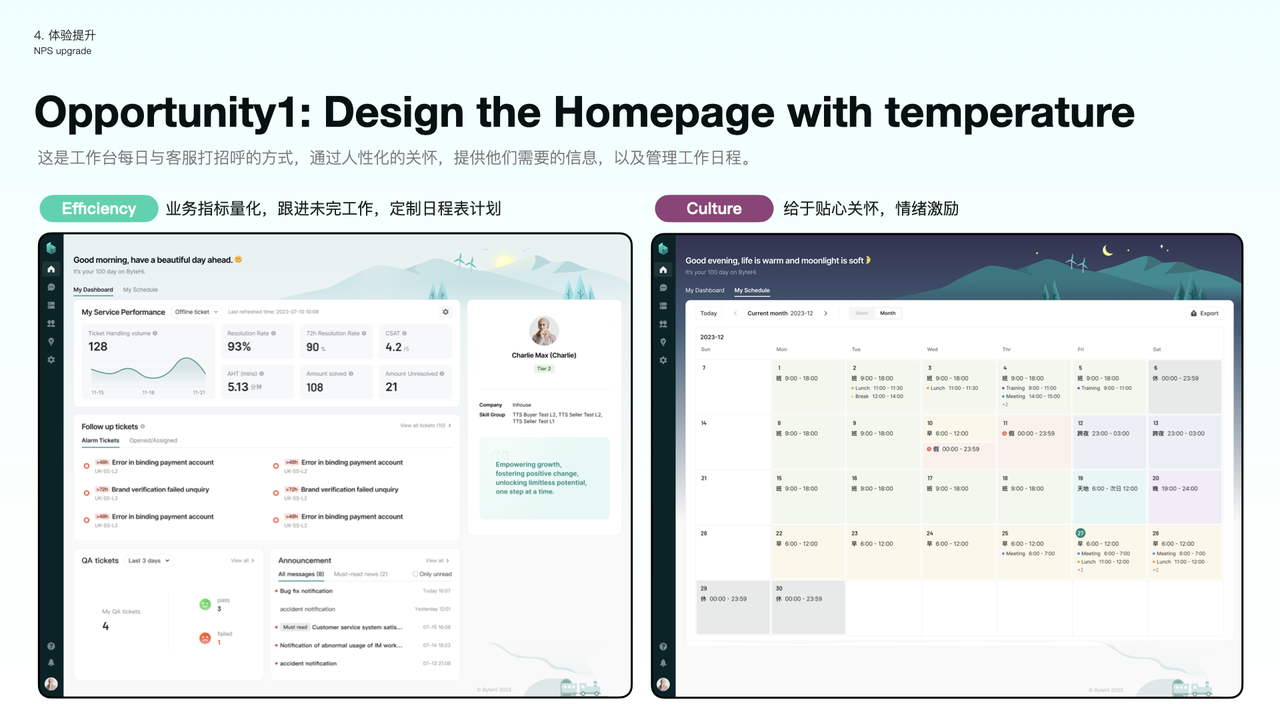 4. 体验提升
NPS upgrade
Opportunity1: Design the Homepage with temperature
这是工作台每日与客服打招呼的方式，通过人性化的关怀，提供他们需要的信息，以及管理工作日程。
Efficiency 业务指标量化，跟进未完工作，定制日程表计划
Good morning, have a beautiful day ahead.
It's your 100 day on ByteHi.
My Dashboard My Schedule
My Service Performance Offline ticket Last refreshed time: 2023-07-10 10:08
Ticket Handling volume Resolution Rate 72h Resolution Rate CSAT
128 93% 90 % 4.2 /5
AHT (mins) Amount solved Amount Unresolved
5.13 分钟 108 21
11-15 11-18 11-21
Follow up tickets View all tickets (10) >
Alarm Tickets Opened/Assigned
>48h Error in binding payment account >48h Error in binding payment account
UK-SS-L2 UK-SS-L2
>72h Brand verification failed unquiry >72h Brand verification failed unquiry
UK-SS-L2 UK-SS-L2
>48h Error in binding payment account >48h Error in binding payment account
UK-SS-L2 UK-SS-L2
QA tickets Last 3 days View all >
My QA tickets
4
pass
3
failed
1
Announcement View all >
All messages (8) Must-read news (2) Only unread
Bug fix notification Today 16:07
accident notification Yesterday 12:01
Must read Customer service system satis... 07-15 16:08
Notification of abnormal usage of IM work... 07-14 18:23
accident notification 07-13 21:08
Charlie Max (Charlie)
Tier 2
Company Inhouse
Skill Group TTS Buyer Test L2, TTS Seller Test L2,
TTS Seller Test L1
Empowering growth,
fostering positive change,
unlocking limitless potential,
one step at a time.
© ByteHi 2023
Culture 给于贴心关怀，情绪激励
Good evening, life is warm and moonlight is soft
It's your 100 day on ByteHi.
My Dashboard My Schedule
Today < Current month 2023-12 > Week Month Export
2023-12
Sun Mon Tue Wed Thr Fri Sat
7 1 2 3 4 5 6
班 9:00 - 18:00 班 9:00 - 18:00 班 9:00 - 18:00 班 9:00 - 18:00 班 9:00 - 18:00 休 00:00 - 23:59
Lunch 11:00 - 11:30 Lunch 11:00 - 11:30 Training 9:00 - 11:00 Training 9:00 - 11:00
Break 12:00 - 14:00 Meeting 14:00 - 15:00
+2
14 8 9 10 11 12 13
班 9:00 - 18:00 班 9:00 - 18:00 早 6:00 - 12:00 假 00:00 - 23:59 跨夜 23:00 - 03:00 跨夜 23:00 - 03:00
假 00:00 - 23:59
21 15 16 17 18 19 20
班 9:00 - 18:00 班 9:00 - 18:00 班 9:00 - 18:00 班 9:00 - 18:00 天地 6:00 - 次日 12:00 晚 19:00 - 24:00
28 22 23 24 25 27 26
早 6:00 - 12:00 早 6:00 - 12:00 早 6:00 - 12:00 早 6:00 - 12:00 早 6:00 - 12:00 早 6:00 - 12:00
Meeting 6:00 - 7:00 Meeting 6:00 - 7:00 Meeting 6:00 - 7:00
Lunch 11:00 - 12:00 Lunch 11:00 - 12:00
+2 +2
29 30
休 00:00 - 23:59 休 00:00 - 23:59
© ByteHi 2023